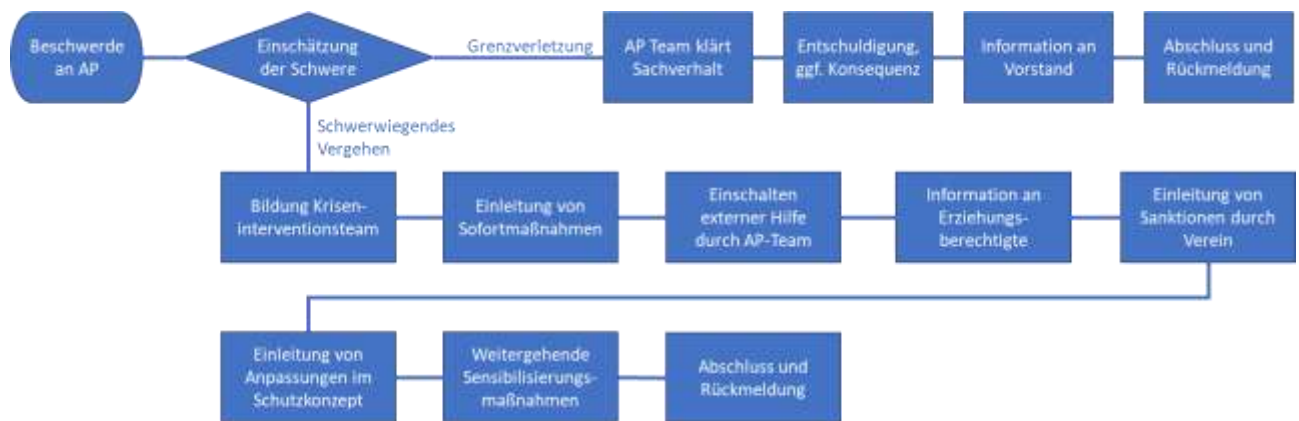 Beschwerde
an AP
Einschätzung
der Schwere
Grenzverletzung
AP Team klärt
Sachverhalt
Entschuldigung,
ggf. Konsequenz
Information an
Vorstand
Abschluss und
Rückmeldung
Schwerwiegendes
Vergehen
Bildung Krisen-
interventionsteam
Einleitung von
Sofortmaßnahmen
Einschalten
externer Hilfe
durch AP-Team
Information an
Erziehungs-
berechtigte
Einleitung von
Sanktionen durch
Verein
Einleitung von
Anpassungen im
Schutzkonzept
Weitergehende
Sensibilisierungs-
maßnahmen
Abschluss und
Rückmeldung